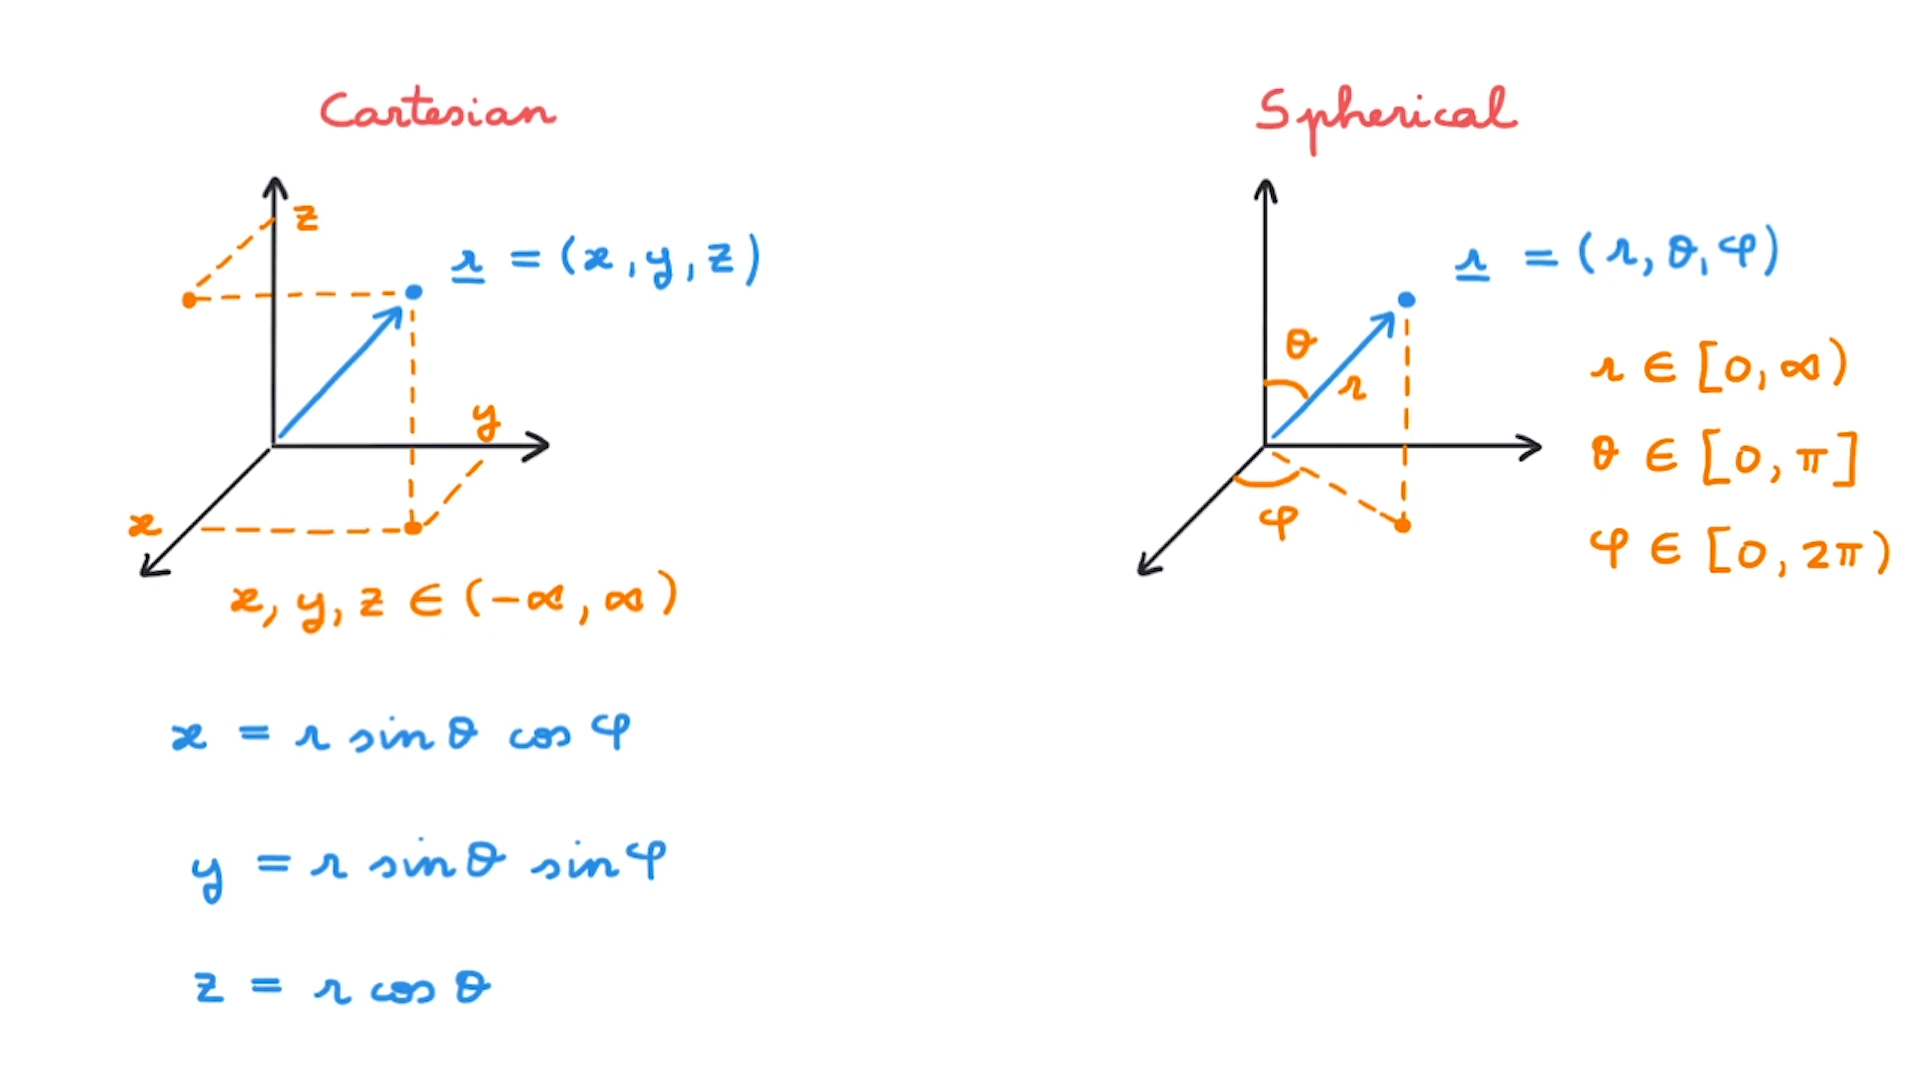 Cartesian
z
r = (x, y, z)
y
x
x, y, z ∈ (-∞, ∞)
x = r sin θ cos φ
y = r sin θ sin φ
z = r cos θ
Spherical
r = (r, θ, φ)
θ
r
φ
r ∈ [0, ∞)
θ ∈ [0, π]
φ ∈ [0, 2π)